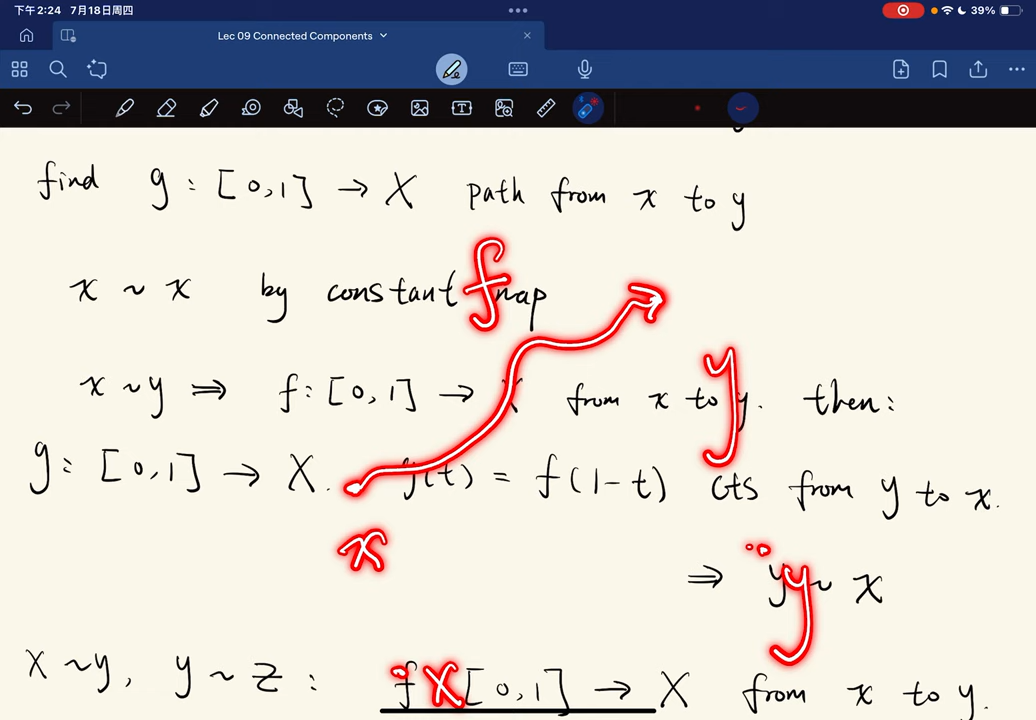 下午2:24 7月18日周四
39%
Lec 09 Connected Components
find g : [0,1] → X path from x to y
x ~ x by constant map
f
x ~ y ⇒ f : [0,1] → X from x to y. then:
y
g : [0,1] → X. g(t) = f(1-t) cts from y to x.
x
⇒ y ~ x
y
x ~ y, y ~ z : f [0,1] → X from x to y.
X